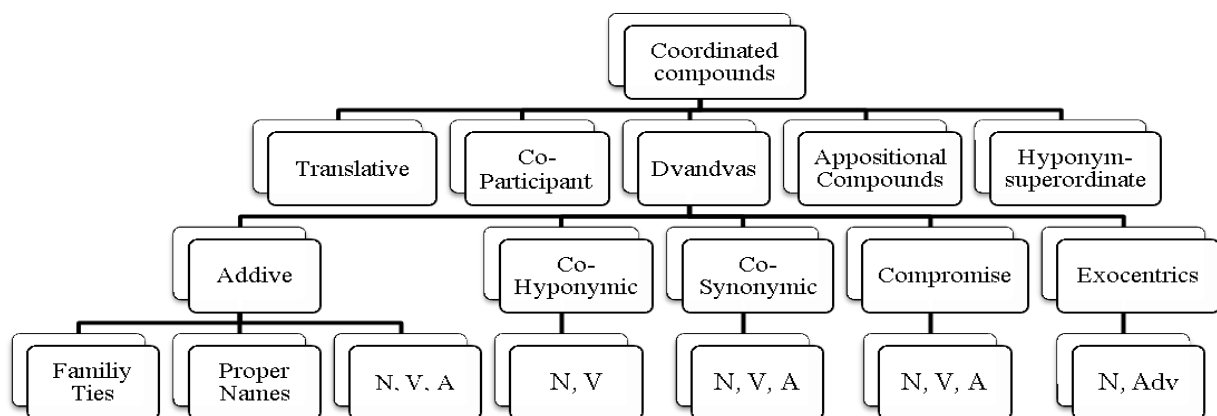 Coordinated
compounds
Translative
Co-
Participant
Dvandvas
Appositional
Compounds
Hyponym-
superordinate
Addive
Co-
Hyponymic
Co-
Synonymic
Compromise
Exocentrics
Familiy
Ties
Proper
Names
N, V, A
N, V
N, V, A
N, V, A
N, Adv